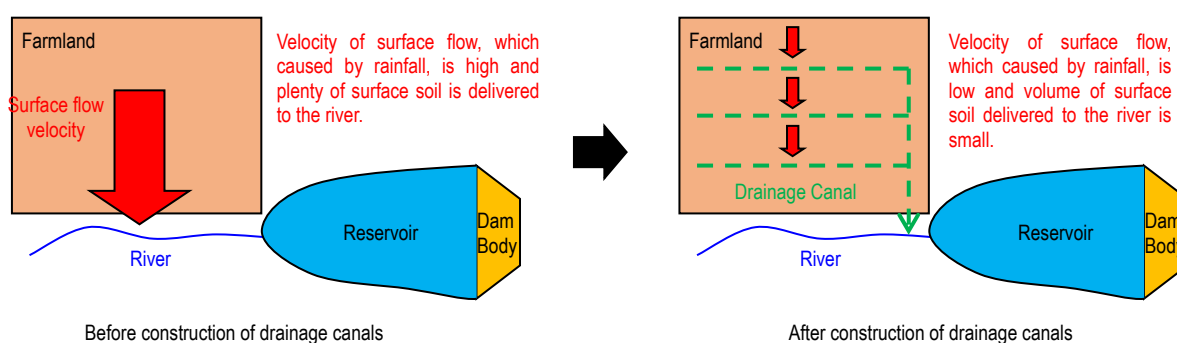 Farmland
Surface flow
velocity
Velocity of surface flow, which
caused by rainfall, is high and
plenty of surface soil is delivered
to the river.
Reservoir
Dam
Body
River
Before construction of drainage canals
Farmland
Drainage Canal
Velocity of surface flow,
which caused by rainfall, is
low and volume of surface
soil delivered to the river is
small.
Reservoir
Dam
Body
River
After construction of drainage canals